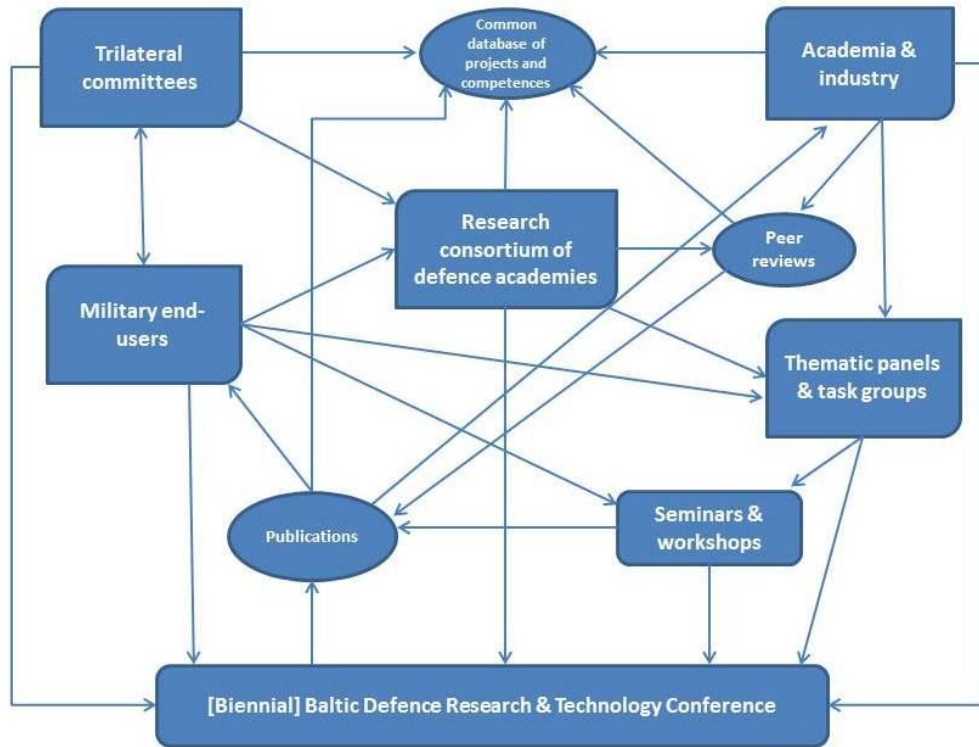 Trilateral
committees
Common
database of
projects and
competences
Academia &
industry
Research
consortium of
defence academies
Peer
reviews
Military end-
users
Thematic panels
& task groups
Publications
Seminars &
workshops
[Biennial] Baltic Defence Research & Technology Conference